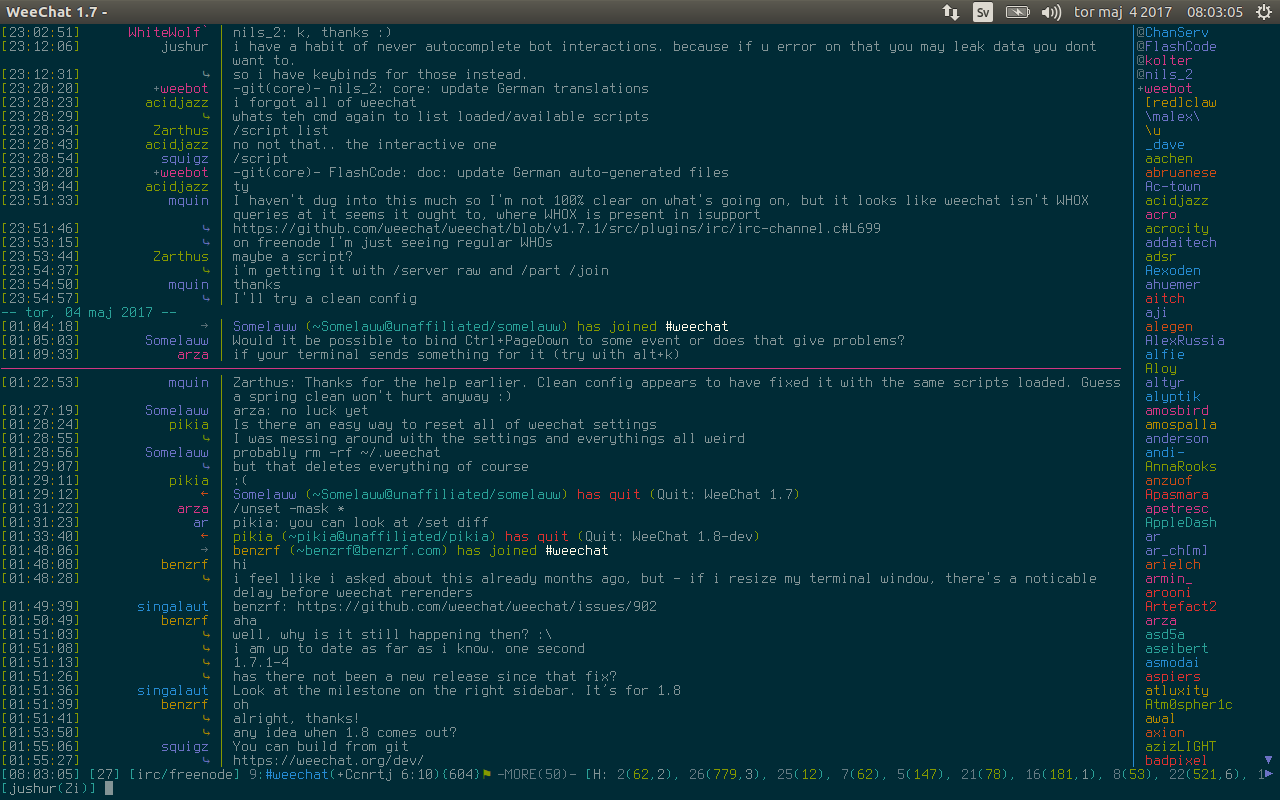 WeeChat 1.7 -
Sv
tor maj 4 2017 08:03:05
[23:02:51] WhiteWolf` | nils_2: k, thanks :) @ChanServ
[23:12:06] jushur | i have a habit of never autocomplete bot interactions. because if u error on that you may leak data you dont @FlashCode
want to. @kolter
[23:12:31] ⤷ | so i have keybinds for those instead. @nils_2
[23:20:20] +weebot | -git(core)- nils_2: core: update German translations +weebot
[23:28:23] acidjazz | i forgot all of weechat [red]claw
[23:28:29] ⤷ | whats teh cmd again to list loaded/available scripts \malex\
[23:28:34] Zarthus | /script list \u
[23:28:43] acidjazz | no not that.. the interactive one _dave
[23:28:54] squigz | /script aachen
[23:30:20] +weebot | -git(core)- FlashCode: doc: update German auto-generated files abruanese
[23:30:44] acidjazz | ty Ac-town
[23:51:33] mquin | I haven't dug into this much so I'm not 100% clear on what's going on, but it looks like weechat isn't WHOX acidjazz
queries at it seems it ought to, where WHOX is present in isupport acro
[23:51:46] ⤷ | https://github.com/weechat/weechat/blob/v1.7.1/src/plugins/irc/irc-channel.c#L699 acrocity
[23:53:15] ⤷ | on freenode I'm just seeing regular WHOs addaitech
[23:53:44] Zarthus | maybe a script? adsr
[23:54:37] ⤷ | i'm getting it with /server raw and /part /join Aexoden
[23:54:50] mquin | thanks ahuemer
[23:54:57] ⤷ | I'll try a clean config aitch
-- tor, 04 maj 2017 -- aji
[01:04:18] → | Somelauw (~Somelauw@unaffiliated/somelauw) has joined #weechat alegen
[01:05:03] Somelauw | Would it be possible to bind Ctrl+PageDown to some event or does that give problems? AlexRussia
[01:09:33] arza | if your terminal sends something for it (try with alt+k) alfie
Aloy
[01:22:53] mquin | Zarthus: Thanks for the help earlier. Clean config appears to have fixed it with the same scripts loaded. Guess altyr
a spring clean won't hurt anyway :) alyptik
[01:27:19] Somelauw | arza: no luck yet amosbird
[01:28:24] pikia | Is there an easy way to reset all of weechat settings amospalla
[01:28:55] ⤷ | I was messing around with the settings and everythings all weird anderson
[01:28:56] Somelauw | probably rm -rf ~/.weechat andi-
[01:29:07] ⤷ | but that deletes everything of course AnnaRooks
[01:29:11] pikia | :( anzuof
[01:29:12] ← | Somelauw (~Somelauw@unaffiliated/somelauw) has quit (Quit: WeeChat 1.7) Apasmara
[01:31:22] arza | /unset -mask * apetresc
[01:31:23] ar | pikia: you can look at /set diff AppleDash
[01:33:40] ← | pikia (~pikia@unaffiliated/pikia) has quit (Quit: WeeChat 1.8-dev) ar
[01:48:06] → | benzrf (~benzrf@benzrf.com) has joined #weechat ar_ch[m]
[01:48:08] benzrf | hi arielch
[01:48:28] ⤷ | i feel like i asked about this already months ago, but - if i resize my terminal window, there's a noticable armin_
delay before weechat rerenders arooni
[01:49:39] singalaut | benzrf: https://github.com/weechat/weechat/issues/902 Artefact2
[01:50:49] benzrf | aha arza
[01:51:03] ⤷ | well, why is it still happening then? :\ asd5a
[01:51:08] ⤷ | i am up to date as far as i know. one second aseibert
[01:51:13] ⤷ | 1.7.1-4 asmodai
[01:51:26] ⤷ | has there not been a new release since that fix? aspiers
[01:51:36] singalaut | Look at the milestone on the right sidebar. It's for 1.8 atluxity
[01:51:39] benzrf | oh Atm0spher1c
[01:51:41] ⤷ | alright, thanks! awal
[01:53:50] ⤷ | any idea when 1.8 comes out? axion
[01:55:06] squigz | You can build from git azizLIGHT
[01:55:27] ⤷ | https://weechat.org/dev/ badpixel
[08:03:05] [27] [irc/freenode] 9:#weechat(+Ccnrtj 6:10){604}⚑ -MORE(50)- [H: 2(62,2), 26(779,3), 25(12), 7(62), 5(147), 21(78), 16(181,1), 8(53), 22(521,6), 1
[jushur(Zi)]